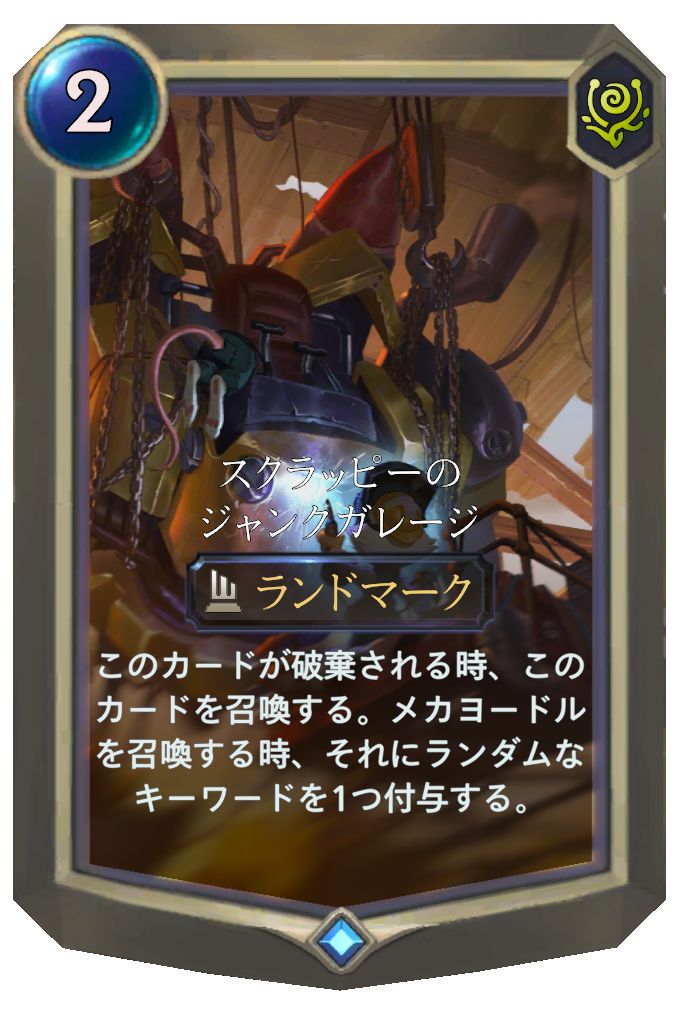 2
スクラッピーの
ジャンクガレージ
ランドマーク
このカードが破棄される時、この
カードを召喚する。メカヨードル
を召喚する時、それにランダムな
キーワードを1つ付与する。